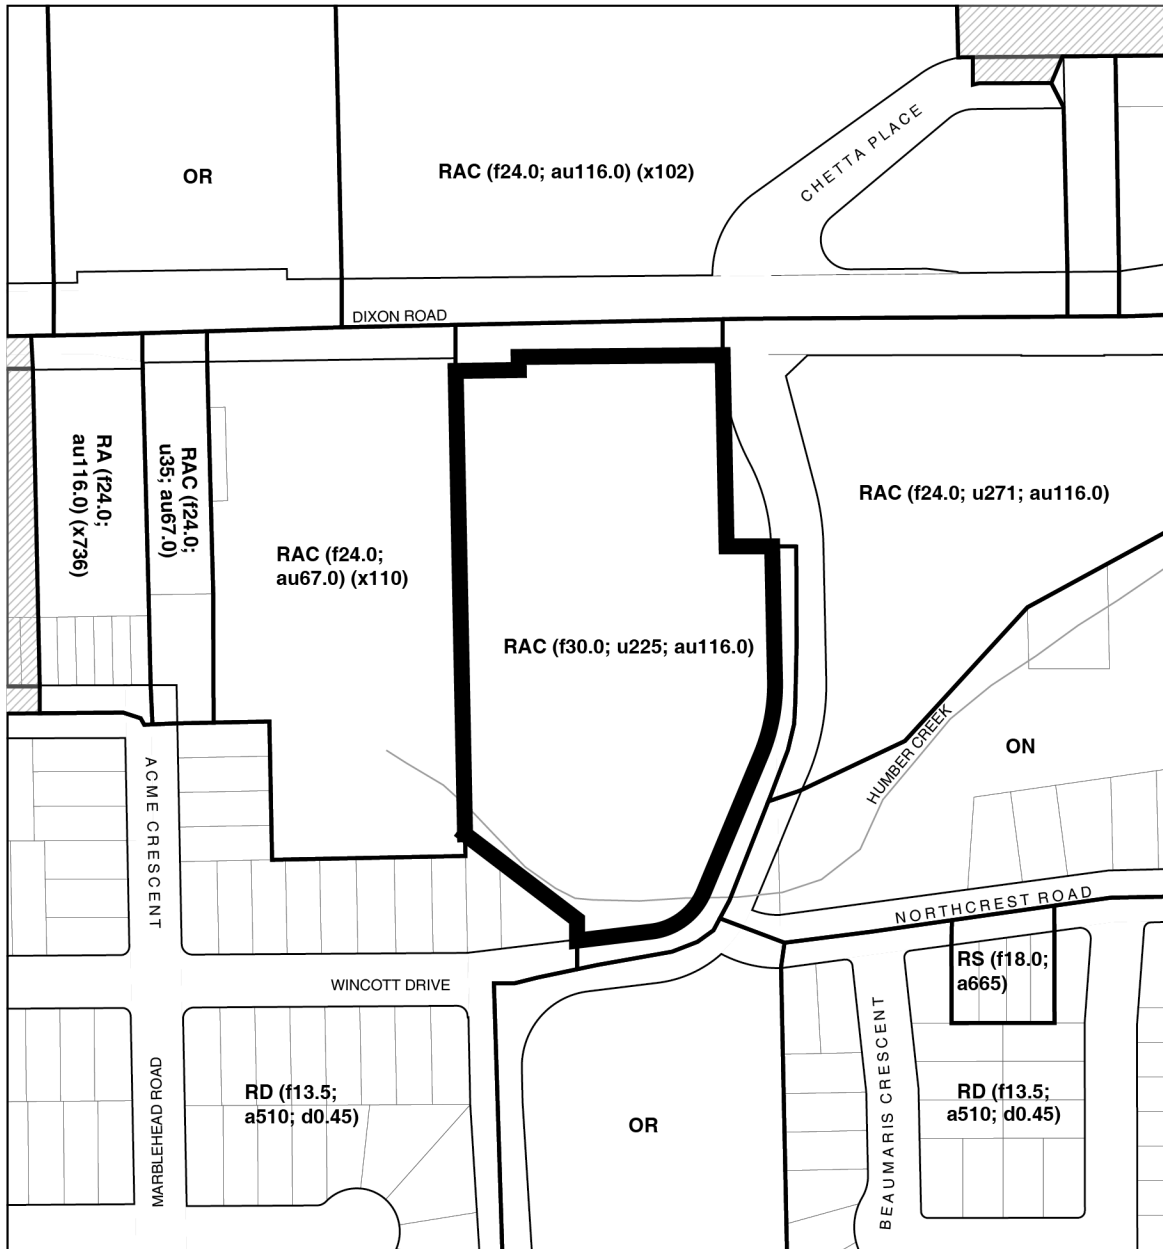 CHETTA PLACE
RAC (f24.0; au116.0) (x102)
OR
DIXON ROAD
RA (f24.0;
au116.0) (x736)
RAC (f24.0;
u35; au67.0)
RAC (f24.0; u271; au116.0)
RAC (f24.0;
au67.0) (x110)
RAC (f30.0; u225; au116.0)
HUMBER CREEK
ON
ACME CRESCENT
NORTHCREST ROAD
RS (f18.0;
a665)
WINCOTT DRIVE
BEAUMARIS CRESCENT
MARBLEHEAD ROAD
RD (f13.5;
a510; d0.45)
RD (f13.5;
a510; d0.45)
OR